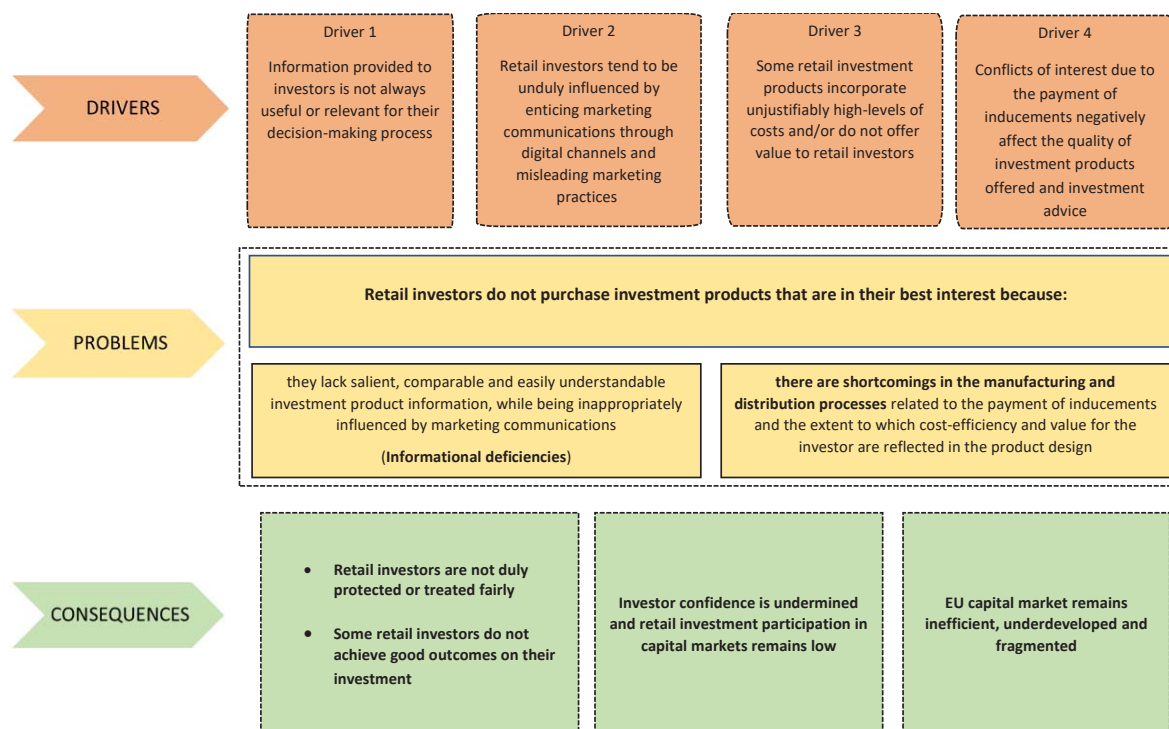 DRIVERS
Driver 1
Information provided to
investors is not always
useful or relevant for their
decision-making process
Driver 2
Retail investors tend to be
unduly influenced by
enticing marketing
communications through
digital channels and
misleading marketing
practices
Driver 3
Some retail investment
products incorporate
unjustifiably high-levels of
costs and/or do not offer
value to retail investors
Driver 4
Conflicts of interest due to
the payment of
inducements negatively
affect the quality of
investment products
offered and investment
advice
PROBLEMS
Retail investors do not purchase investment products that are in their best interest because:
they lack salient, comparable and easily understandable
investment product information, while being inappropriately
influenced by marketing communications
(Informational deficiencies)
there are shortcomings in the manufacturing and
distribution processes related to the payment of inducements
and the extent to which cost-efficiency and value for the
investor are reflected in the product design
CONSEQUENCES
• Retail investors are not duly
protected or treated fairly
• Some retail investors do not
achieve good outcomes on their
investment
Investor confidence is undermined
and retail investment participation in
capital markets remains low
EU capital market remains
inefficient, underdeveloped and
fragmented